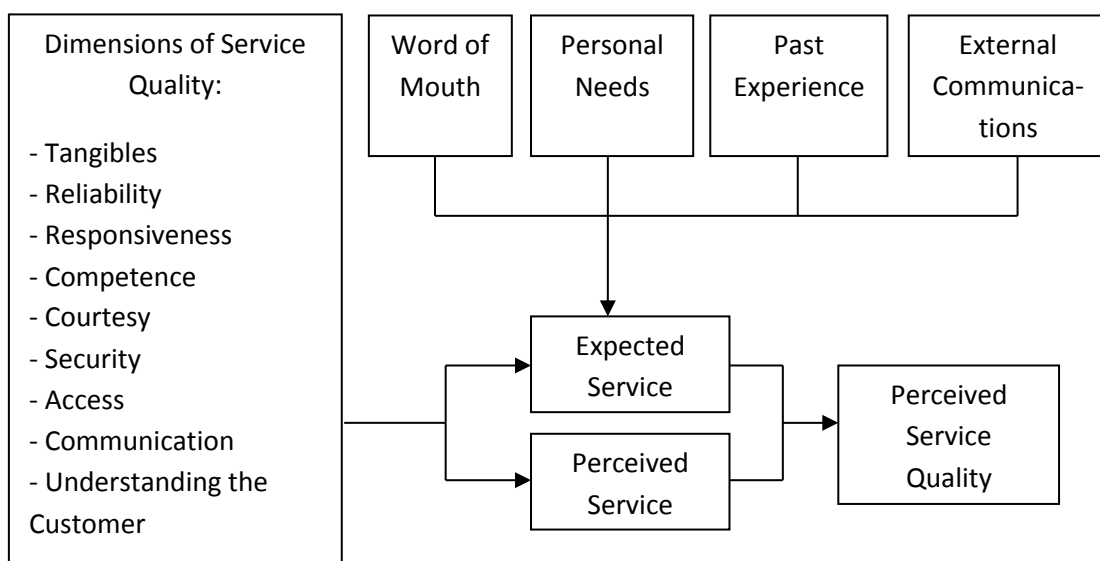 Dimensions of Service
Quality:
- Tangibles
- Reliability
- Responsiveness
- Competence
- Courtesy
- Security
- Access
- Communication
- Understanding the
Customer
Word of
Mouth
Personal
Needs
Past
Experience
External
Communica-
tions
Expected
Service
Perceived
Service
Perceived
Service
Quality